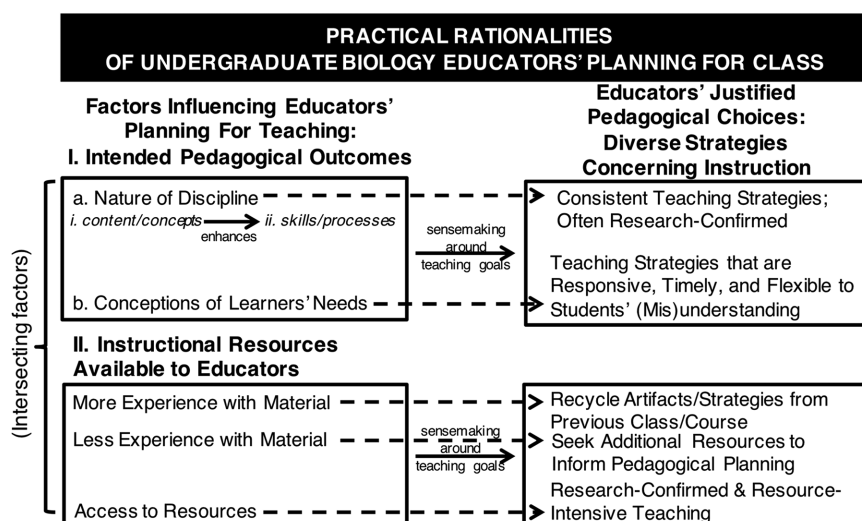 PRACTICAL RATIONALITIES
OF UNDERGRADUATE BIOLOGY EDUCATORS' PLANNING FOR CLASS
Factors Influencing Educators'
Planning For Teaching:
I. Intended Pedagogical Outcomes
Educators' Justified
Pedagogical Choices:
Diverse Strategies
Concerning Instruction
(Intersecting factors)
a. Nature of Discipline
i. content/concepts
enhances
ii. skills/processes
b. Conceptions of Learners' Needs
sensemaking
around
teaching goals
Consistent Teaching Strategies;
Often Research-Confirmed
Teaching Strategies that are
Responsive, Timely, and Flexible to
Students' (Mis)understanding
II. Instructional Resources
Available to Educators
More Experience with Material
Less Experience with Material
Access to Resources
sensemaking
around
teaching goals
Recycle Artifacts/Strategies from
Previous Class/Course
Seek Additional Resources to
Inform Pedagogical Planning
Research-Confirmed & Resource-
Intensive Teaching